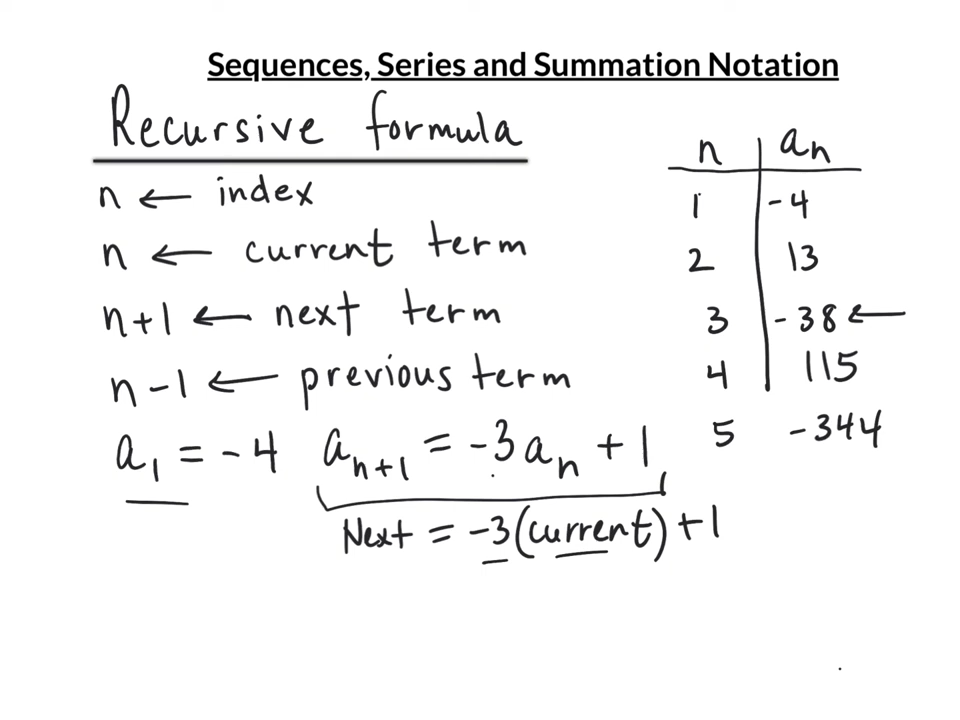 Sequences, Series and Summation Notation
Recursive formula
n ← index
n ← current term
n+1 ← next term
n-1 ← previous term
a₁ = -4 aₙ₊₁ = -3aₙ + 1
Next = -3(current) + 1
n aₙ
1 -4
2 13
3 -38 ←
4 115
5 -344